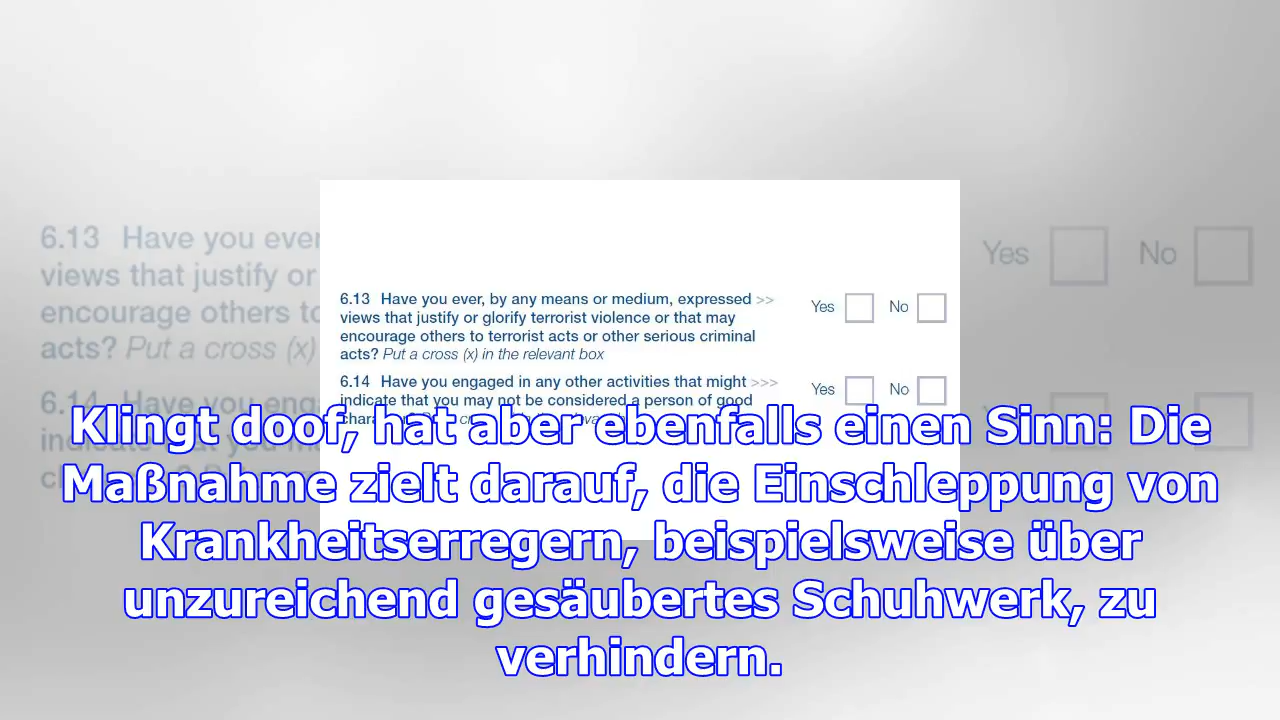 6.13 Have you ever
views that justify or
encourage others to
acts? Put a cross (x)
Yes No
6.13 Have you ever, by any means or medium, expressed >>
views that justify or glorify terrorist violence or that may
encourage others to terrorist acts or other serious criminal
acts? Put a cross (x) in the relevant box
Yes No
6.14 Have you engaged in any other activities that might >>>
indicate that you may not be considered a person of good
Yes No
Klingt doof, hat aber ebenfalls einen Sinn: Die
Maßnahme zielt darauf, die Einschleppung von
Krankheitserregern, beispielsweise über
unzureichend gesäubertes Schuhwerk, zu
verhindern.